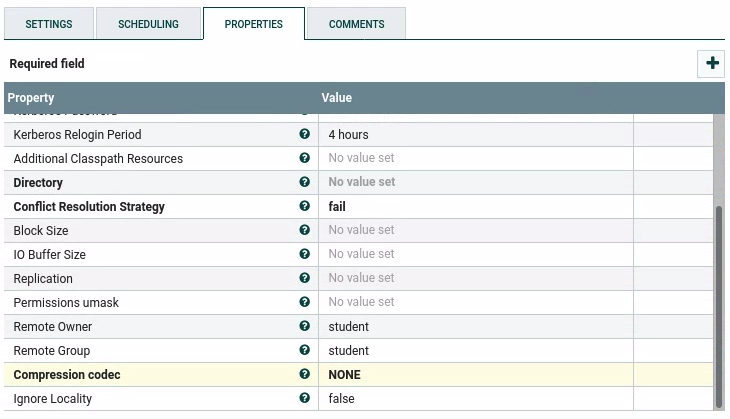 SETTINGS SCHEDULING PROPERTIES COMMENTS
Required field
Property Value
Kerberos Relogin Period 4 hours
Additional Classpath Resources No value set
Directory No value set
Conflict Resolution Strategy fail
Block Size No value set
IO Buffer Size No value set
Replication No value set
Permissions umask No value set
Remote Owner student
Remote Group student
Compression codec NONE
Ignore Locality false